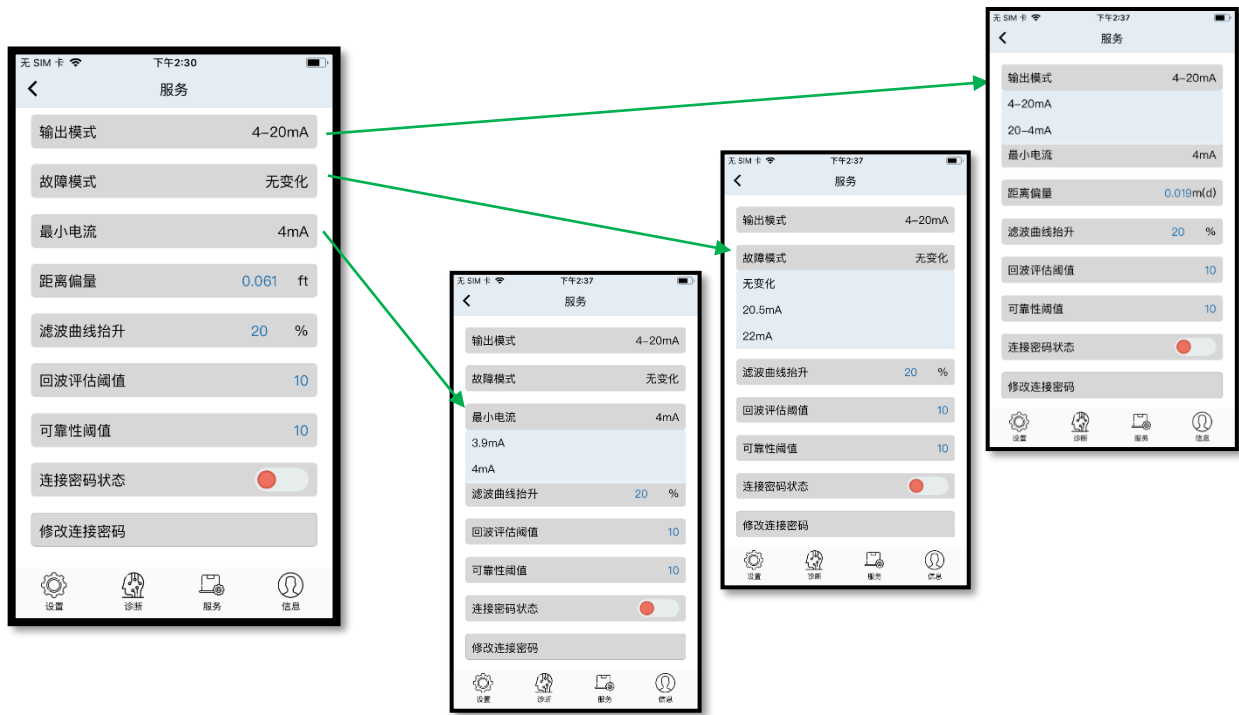 无 SIM 卡 下午2:30
服务
输出模式 4–20mA
故障模式 无变化
最小电流 4mA
距离偏量 0.061 ft
滤波曲线抬升 20 %
回波评估阈值 10
可靠性阈值 10
连接密码状态
修改连接密码
设置 诊断 服务 信息
无 SIM 卡 下午2:37
服务
输出模式 4–20mA
故障模式 无变化
最小电流 4mA
3.9mA
4mA
滤波曲线抬升 20 %
回波评估阈值 10
可靠性阈值 10
连接密码状态
修改连接密码
设置 诊断 服务 信息
无 SIM 卡 下午2:37
服务
输出模式 4–20mA
故障模式 无变化
无变化
20.5mA
22mA
滤波曲线抬升 20 %
回波评估阈值 10
可靠性阈值 10
连接密码状态
修改连接密码
设置 诊断 服务 信息
无 SIM 卡 下午2:37
服务
输出模式 4–20mA
4–20mA
20–4mA
最小电流 4mA
距离偏量 0.019m(d)
滤波曲线抬升 20 %
回波评估阈值 10
可靠性阈值 10
连接密码状态
修改连接密码
设置 诊断 服务 信息